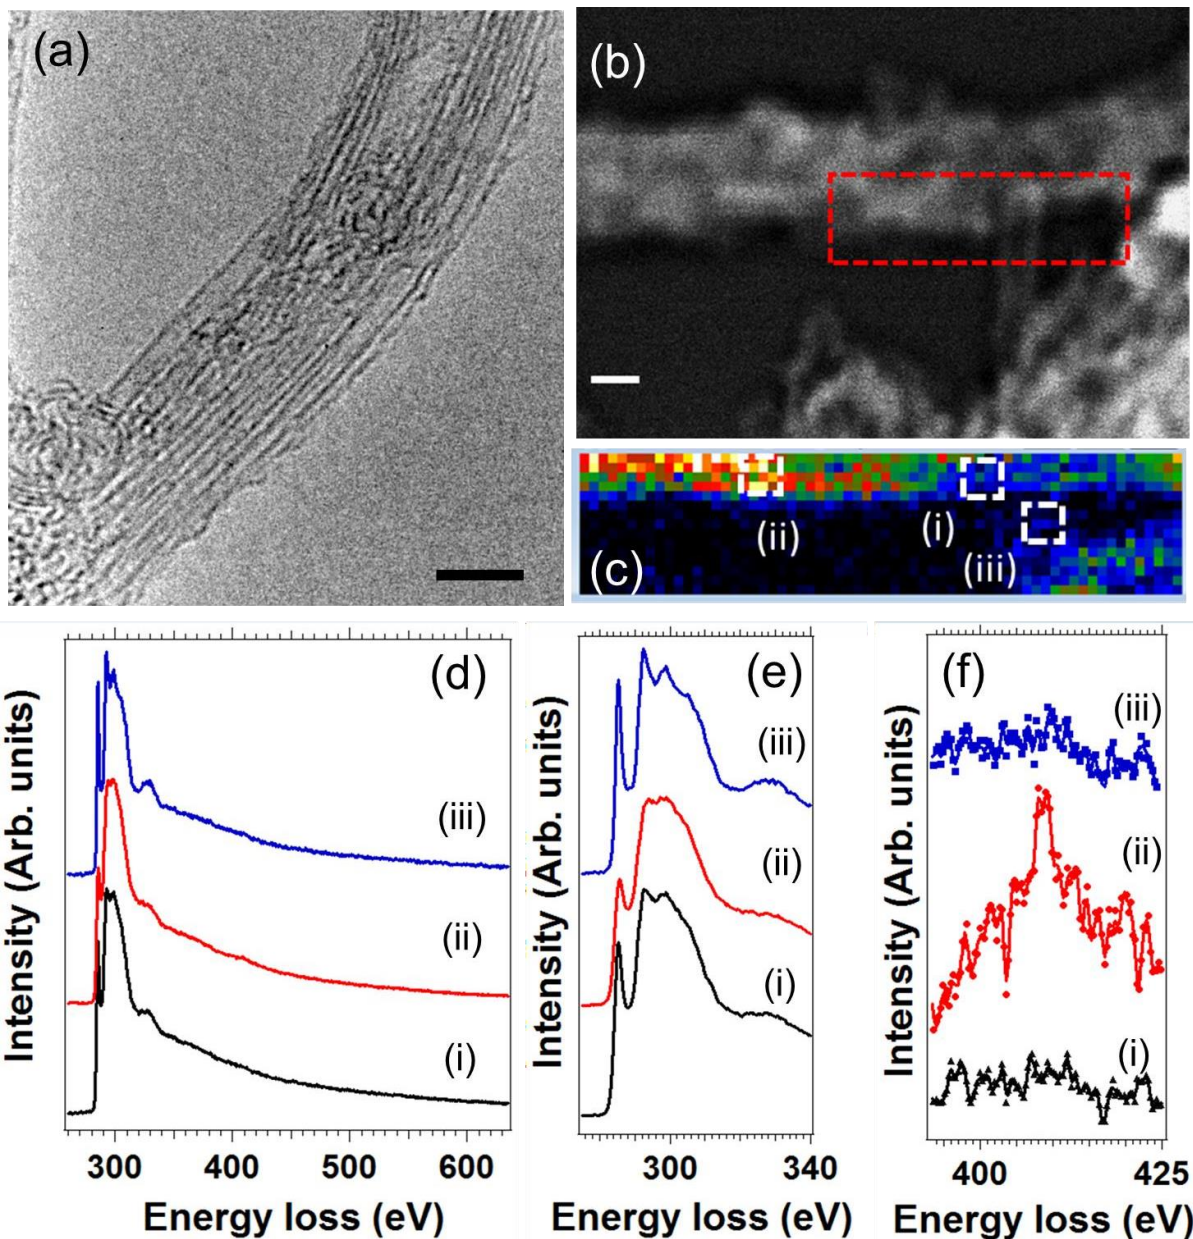 (a)
(b)
(ii)
(i)
(c)
(iii)
(d)
(iii)
(ii)
(i)
Intensity (Arb. units)
300 400 500 600
Energy loss (eV)
(e)
(iii)
(ii)
(i)
Intensity (Arb. units)
300 340
Energy loss (eV)
(f)
(iii)
(ii)
(i)
Intensity (Arb. units)
400 425
Energy loss (eV)